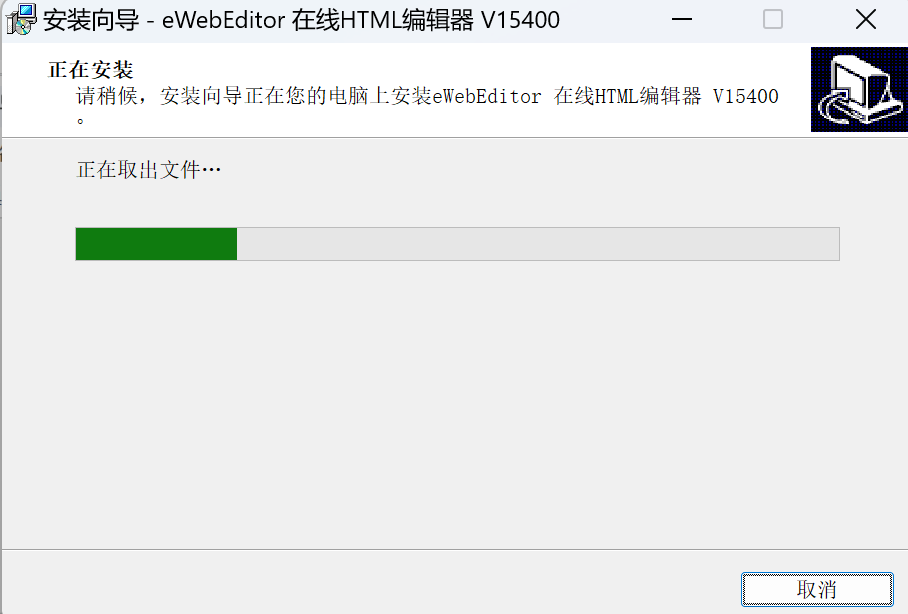 安装向导 - eWebEditor 在线HTML编辑器 V15400
正在安装
请稍候，安装向导正在您的电脑上安装eWebEditor 在线HTML编辑器 V15400
。
正在取出文件…
取消